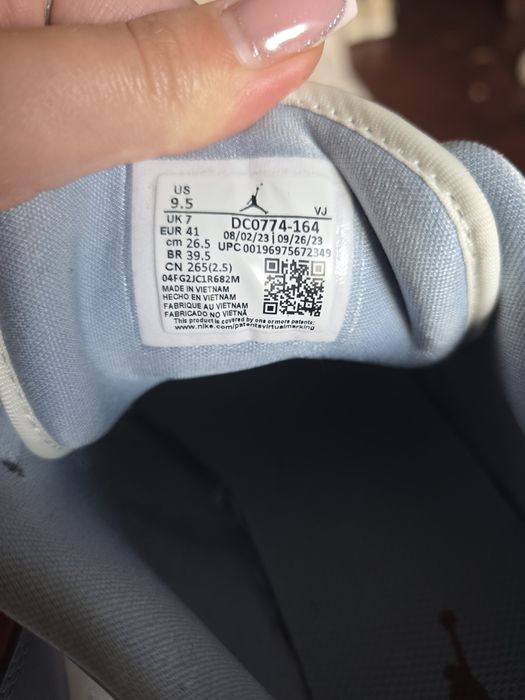 US
9.5
UK 7
EUR 41
cm 26.5
BR 39.5
CN 265(2.5)
VJ
DC0774-164
08/02/23 | 09/26/23
UPC 00196975672349
04FG2JC1R682M
MADE IN VIETNAM
HECHO EN VIETNAM
FABRIQUE AU VIETNAM
FABRICADO NO VIETNÃ
This product is covered by one or more patents:
www.nike.com/patentsvirtualmarking